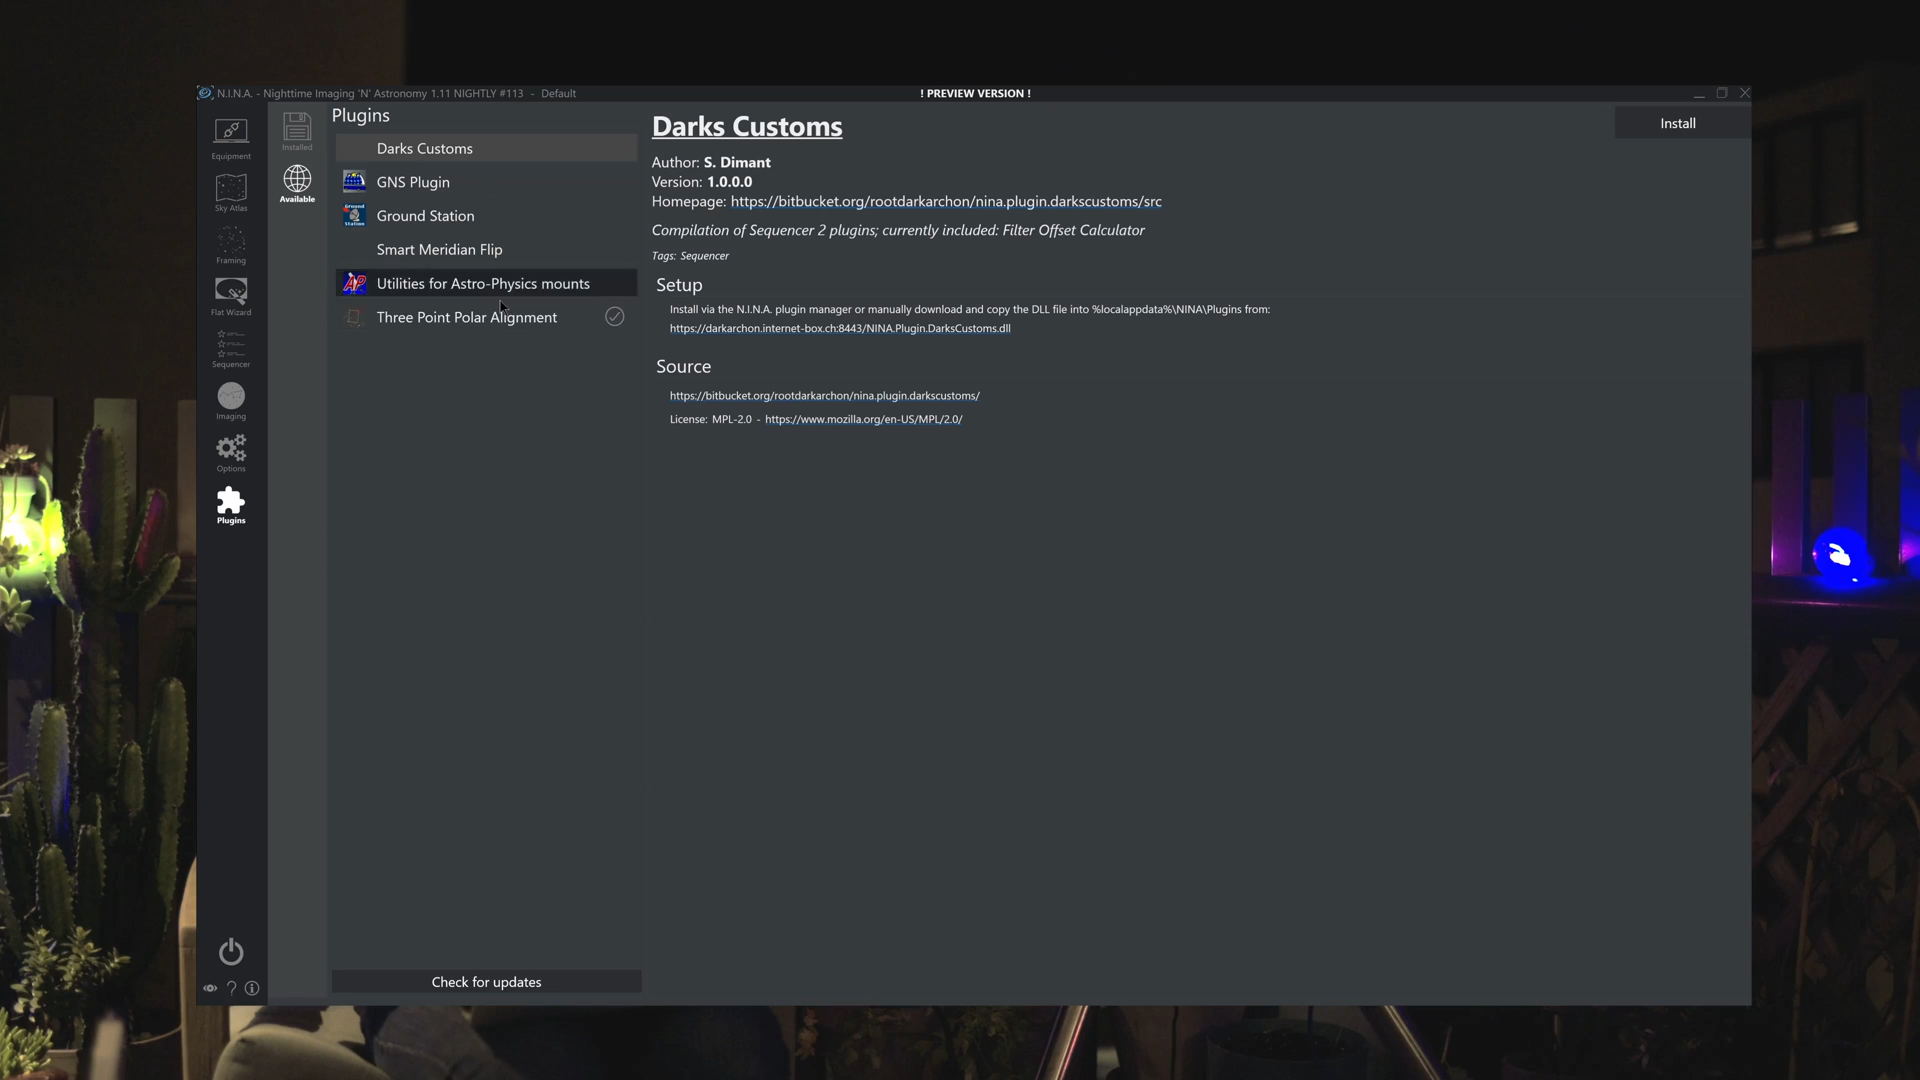 N.I.N.A. - Nighttime Imaging 'N' Astronomy 1.11 NIGHTLY #113 - Default
! PREVIEW VERSION !
Equipment
Sky Atlas
Framing
Flat Wizard
Sequencer
Imaging
Options
Plugins
Installed
Available
Plugins
Darks Customs
GNS Plugin
Ground Station
Ground
Station
Smart Meridian Flip
AP
Utilities for Astro-Physics mounts
Three Point Polar Alignment
Check for updates
Darks Customs
Install
Author: S. Dimant
Version: 1.0.0.0
Homepage: https://bitbucket.org/rootdarkarchon/nina.plugin.darkscustoms/src
Compilation of Sequencer 2 plugins; currently included: Filter Offset Calculator
Tags: Sequencer
Setup
Install via the N.I.N.A. plugin manager or manually download and copy the DLL file into %localappdata%\NINA\Plugins from:
https://darkarchon.internet-box.ch:8443/NINA.Plugin.DarksCustoms.dll
Source
https://bitbucket.org/rootdarkarchon/nina.plugin.darkscustoms/
License: MPL-2.0 - https://www.mozilla.org/en-US/MPL/2.0/